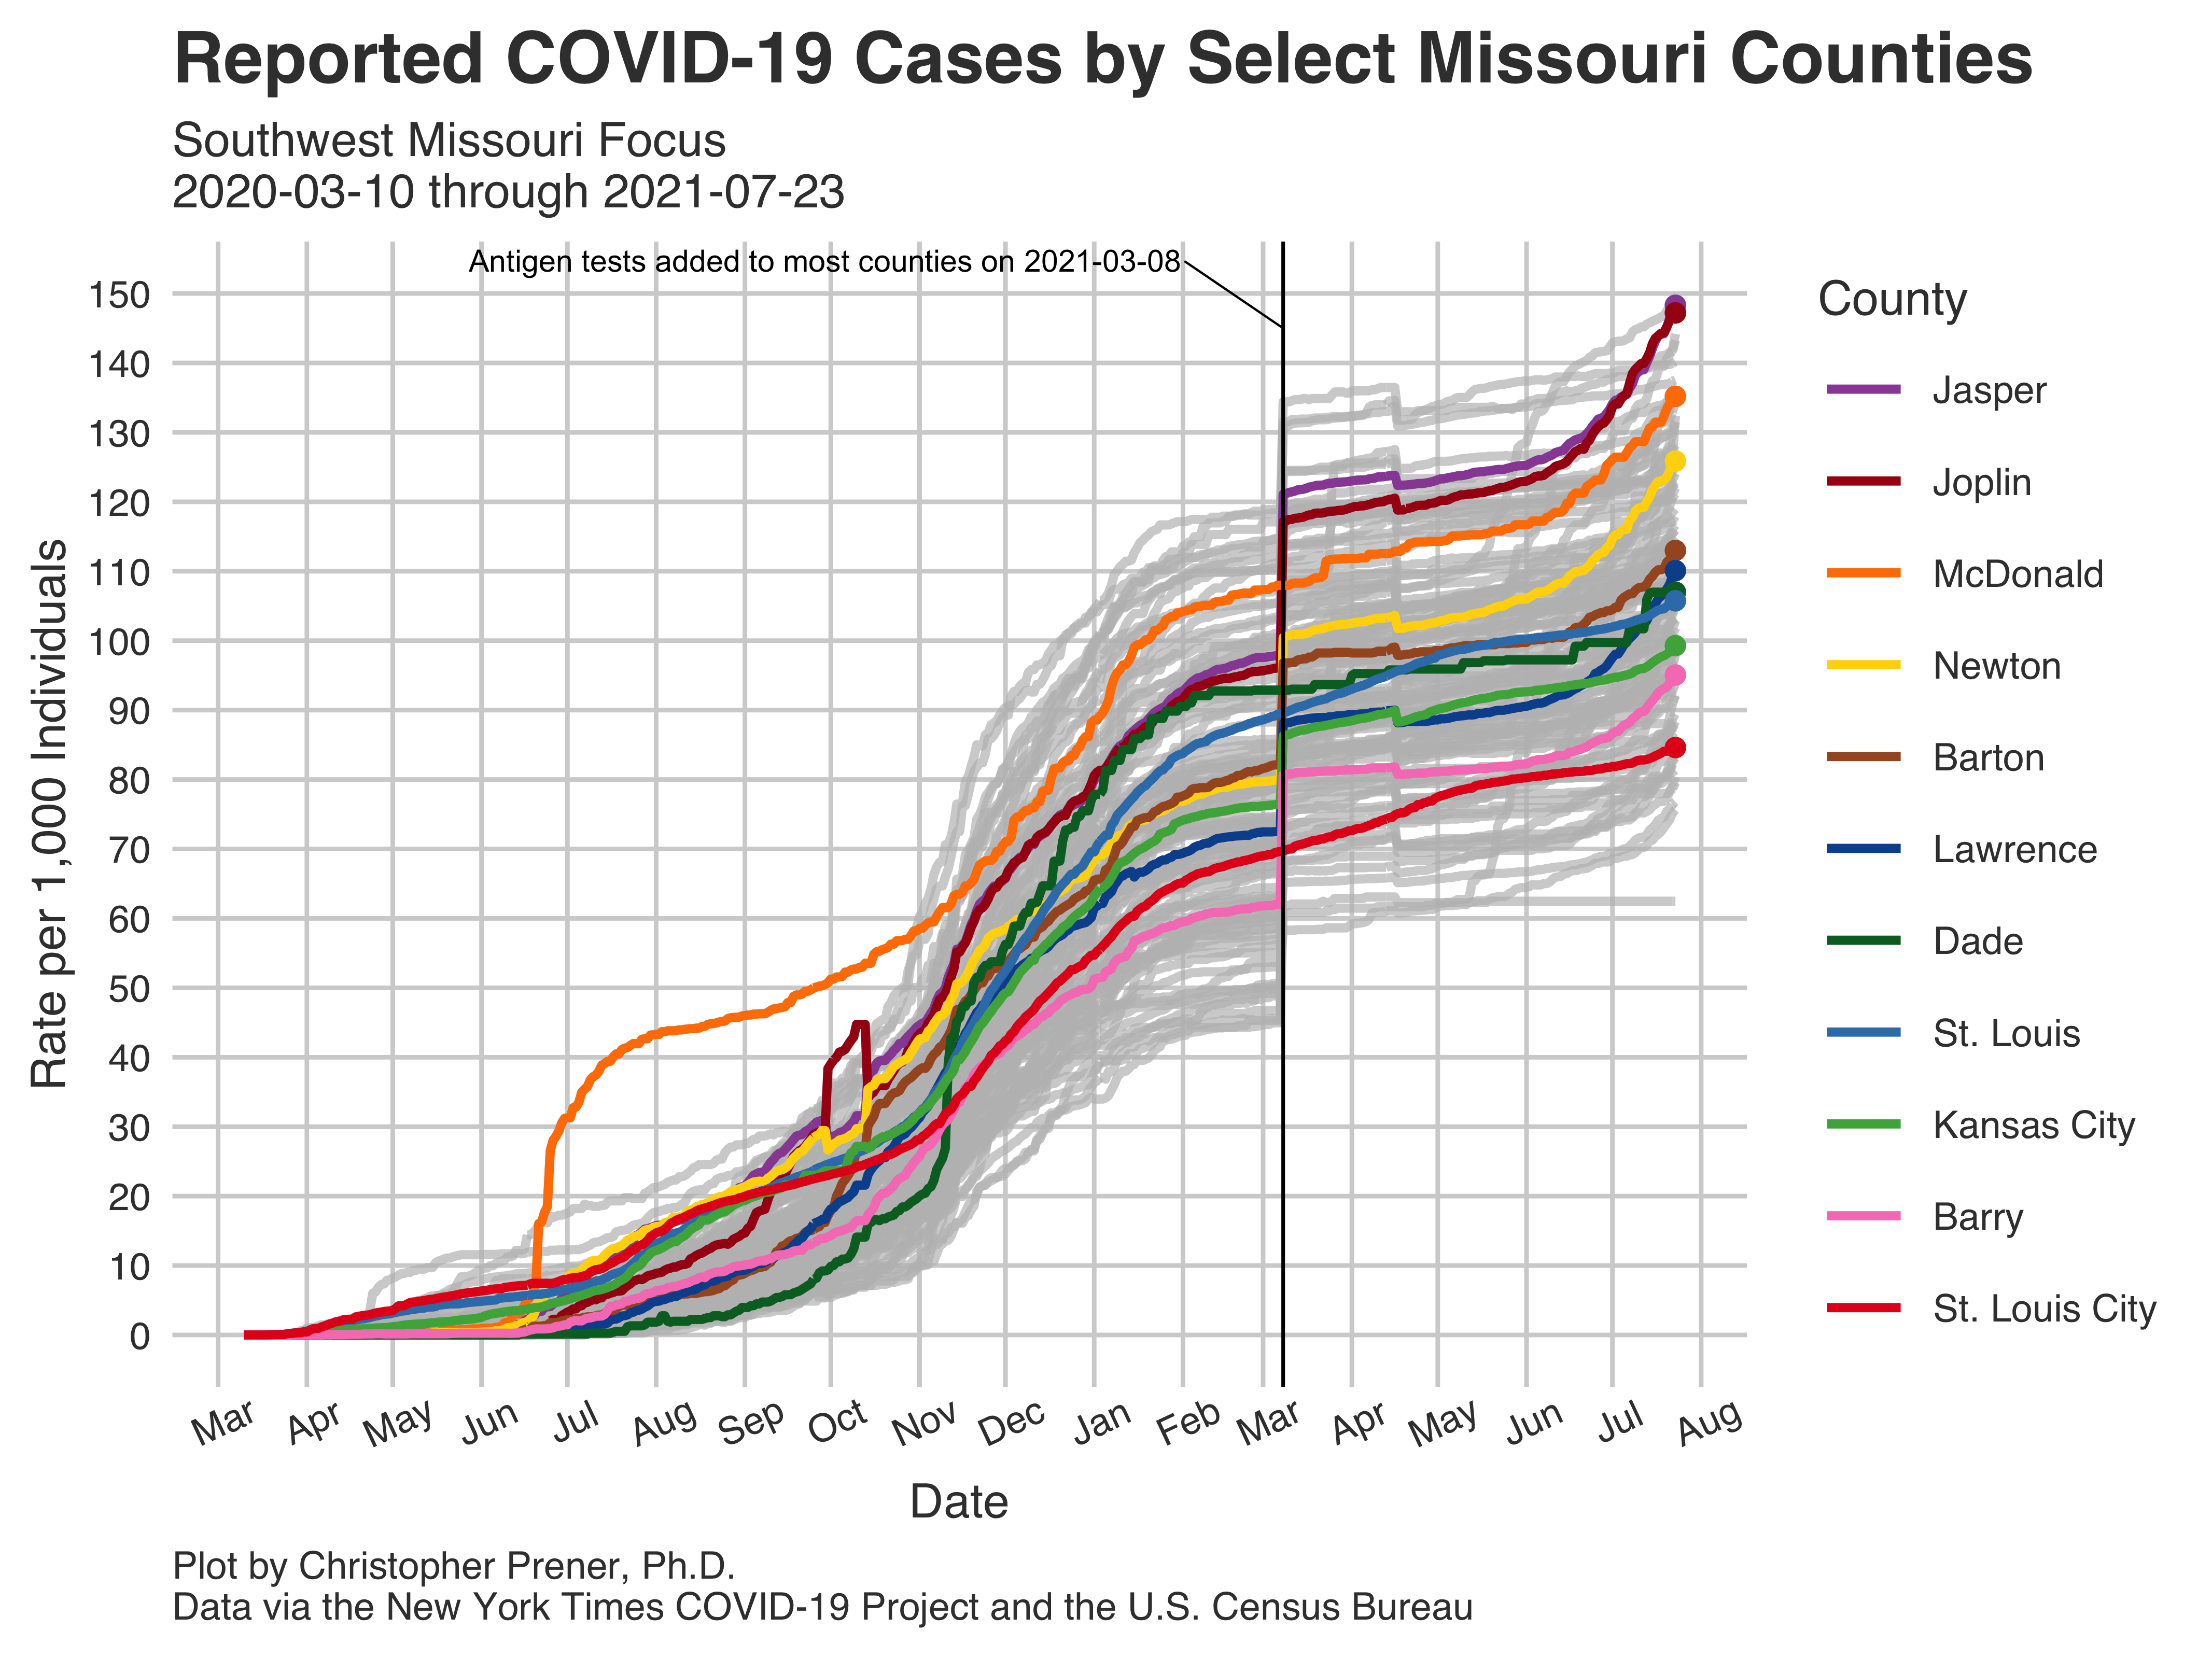 Reported COVID-19 Cases by Select Missouri Counties
Southwest Missouri Focus
2020-03-10 through 2021-07-23
Antigen tests added to most counties on 2021-03-08
150
140
130
120
110
100
90
80
70
60
50
40
30
20
10
0
Rate per 1,000 Individuals
Mar Apr May Jun Jul Aug Sep Oct Nov Dec Jan Feb Mar Apr May Jun Jul Aug
Date
County
Jasper
Joplin
McDonald
Newton
Barton
Lawrence
Dade
St. Louis
Kansas City
Barry
St. Louis City
Plot by Christopher Prener, Ph.D.
Data via the New York Times COVID-19 Project and the U.S. Census Bureau